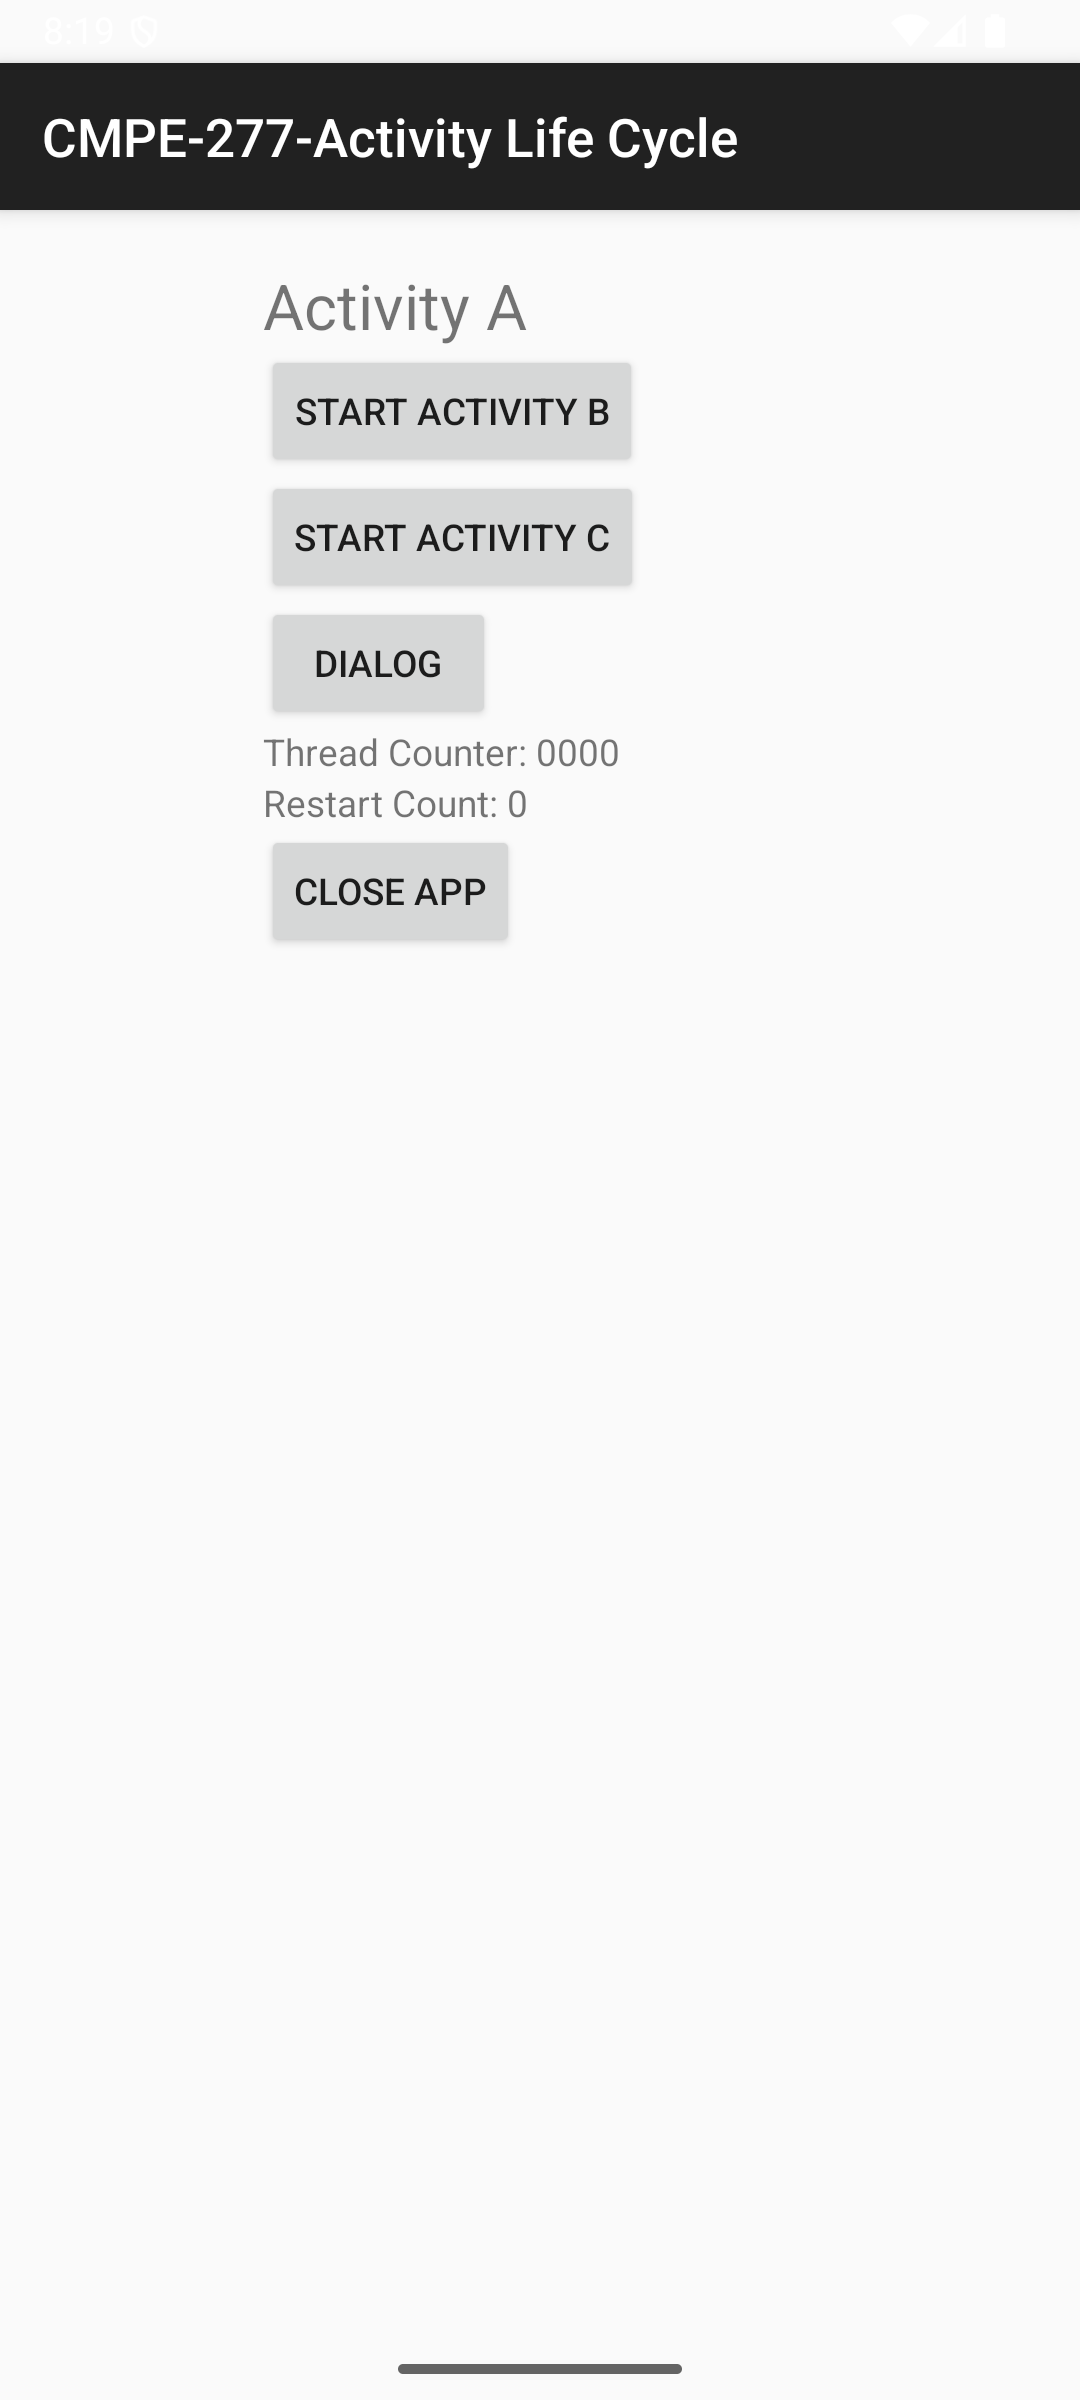 8:19
CMPE-277-Activity Life Cycle
Activity A
START ACTIVITY B
START ACTIVITY C
DIALOG
Thread Counter: 0000
Restart Count: 0
CLOSE APP